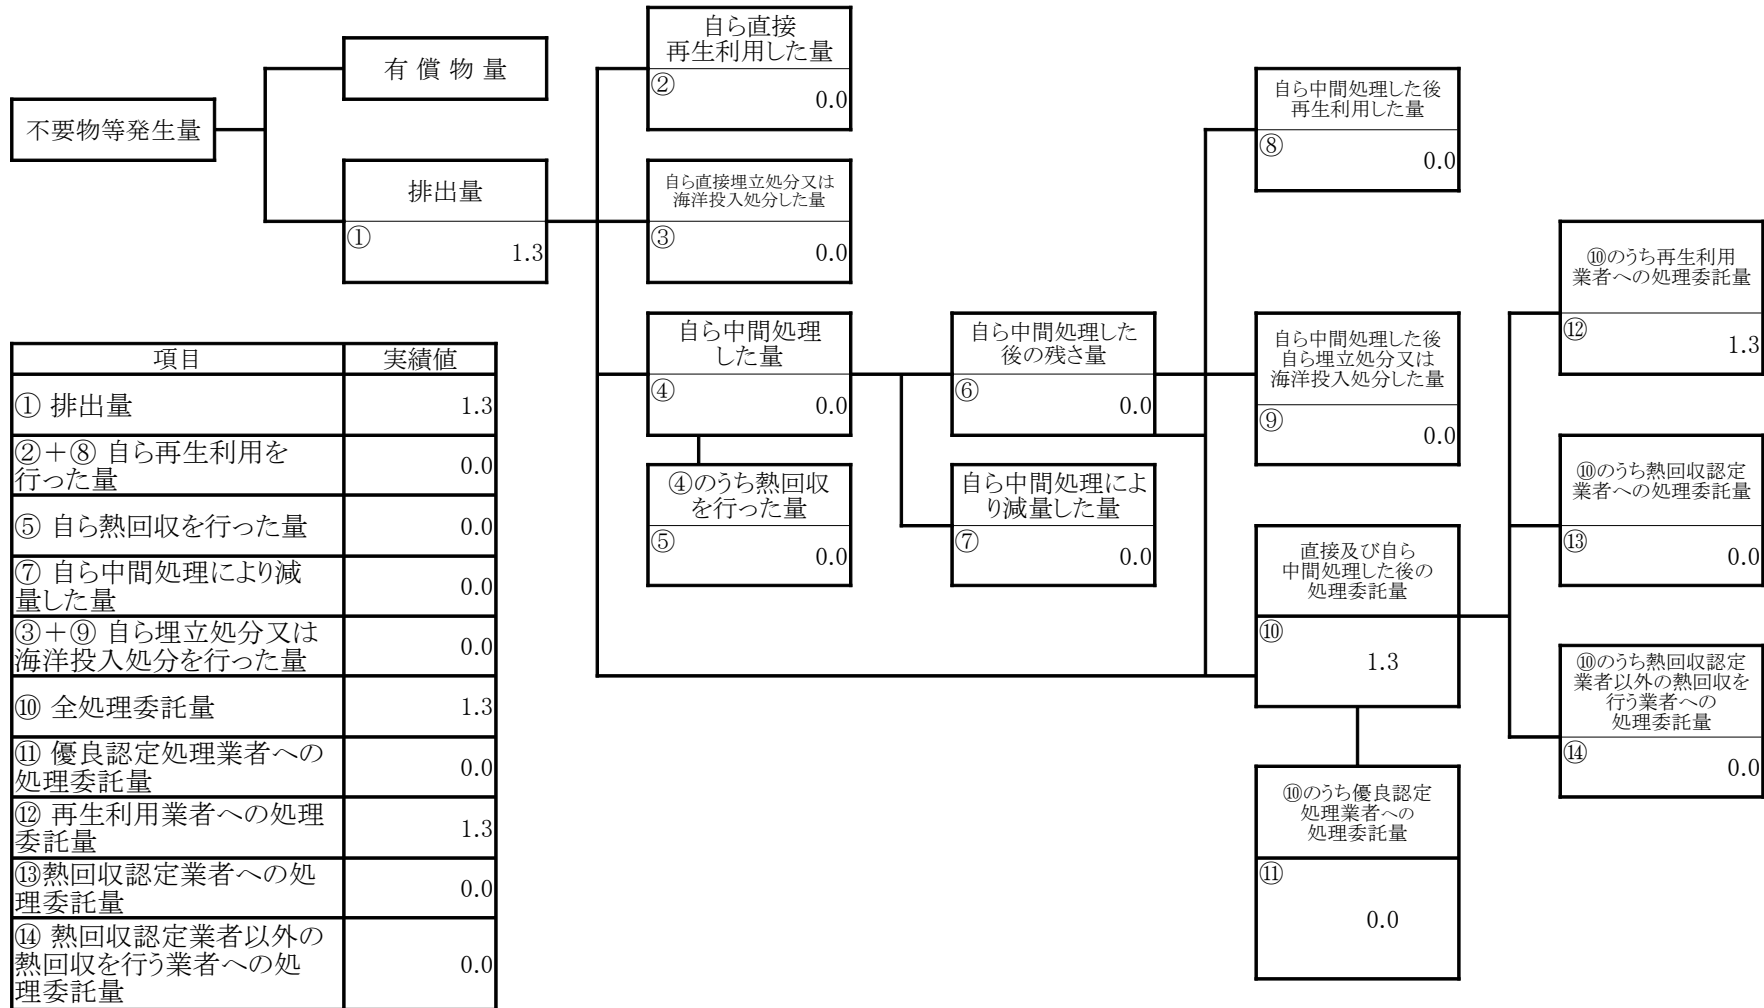 不要物等発生量
有 償 物 量
排出量
①
1.3
自ら直接
再生利用した量
②
0.0
自ら直接埋立処分又は
海洋投入処分した量
③
0.0
自ら中間処理
した量
④
0.0
④のうち熱回収
を行った量
⑤
0.0
自ら中間処理した
後の残さ量
⑥
0.0
自ら中間処理によ
り減量した量
⑦
0.0
自ら中間処理した後
再生利用した量
⑧
0.0
自ら中間処理した後
自ら埋立処分又は
海洋投入処分した量
⑨
0.0
直接及び自ら
中間処理した後の
処理委託量
⑩
1.3
⑩のうち優良認定
処理業者への
処理委託量
⑪
0.0
⑩のうち再生利用
業者への処理委託量
⑫
1.3
⑩のうち熱回収認定
業者への処理委託量
⑬
0.0
⑩のうち熱回収認定
業者以外の熱回収を
行う業者への
処理委託量
⑭
0.0
項目 実績値
① 排出量 1.3
②＋⑧ 自ら再生利用を
行った量 0.0
⑤ 自ら熱回収を行った量 0.0
⑦ 自ら中間処理により減
量した量 0.0
③＋⑨ 自ら埋立処分又は
海洋投入処分を行った量 0.0
⑩ 全処理委託量 1.3
⑪ 優良認定処理業者への
処理委託量 0.0
⑫ 再生利用業者への処理
委託量 1.3
⑬熱回収認定業者への処
理委託量 0.0
⑭ 熱回収認定業者以外の
熱回収を行う業者への処
理委託量 0.0